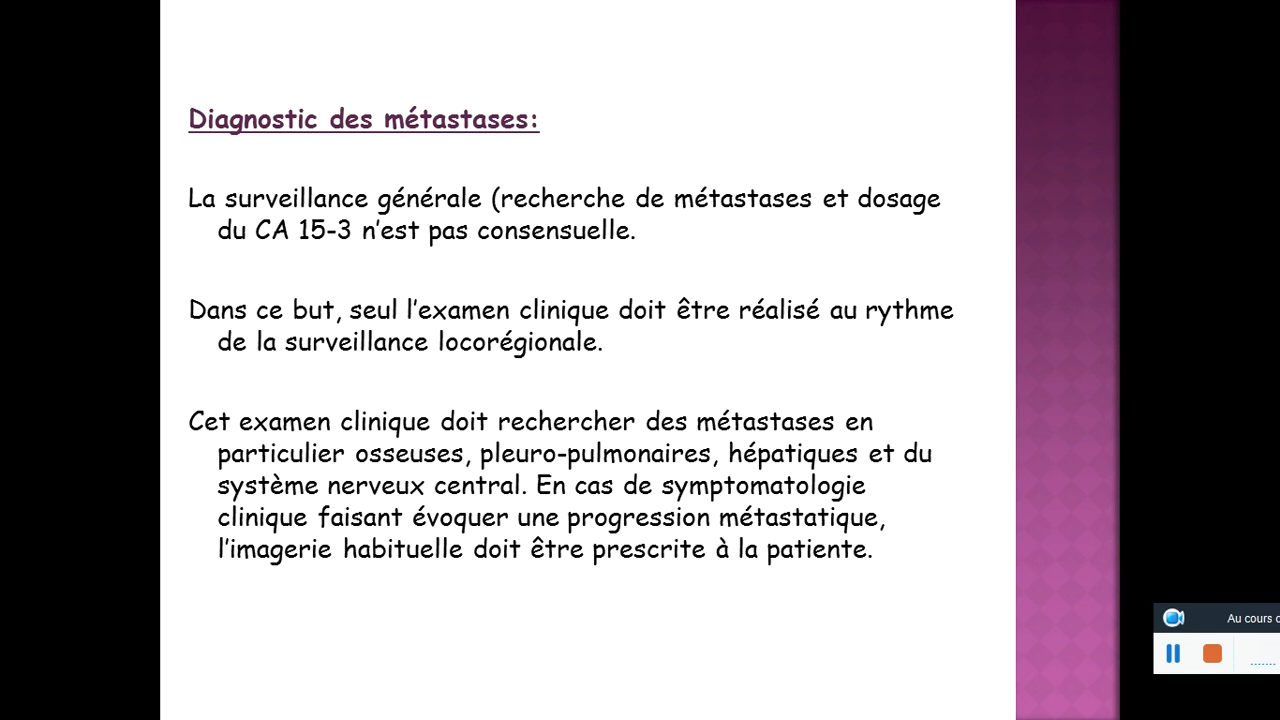 Diagnostic des métastases:
La surveillance générale (recherche de métastases et dosage
du CA 15-3 n'est pas consensuelle.
Dans ce but, seul l'examen clinique doit être réalisé au rythme
de la surveillance locorégionale.
Cet examen clinique doit rechercher des métastases en
particulier osseuses, pleuro-pulmonaires, hépatiques et du
système nerveux central. En cas de symptomatologie
clinique faisant évoquer une progression métastatique,
l'imagerie habituelle doit être prescrite à la patiente.
Au cours